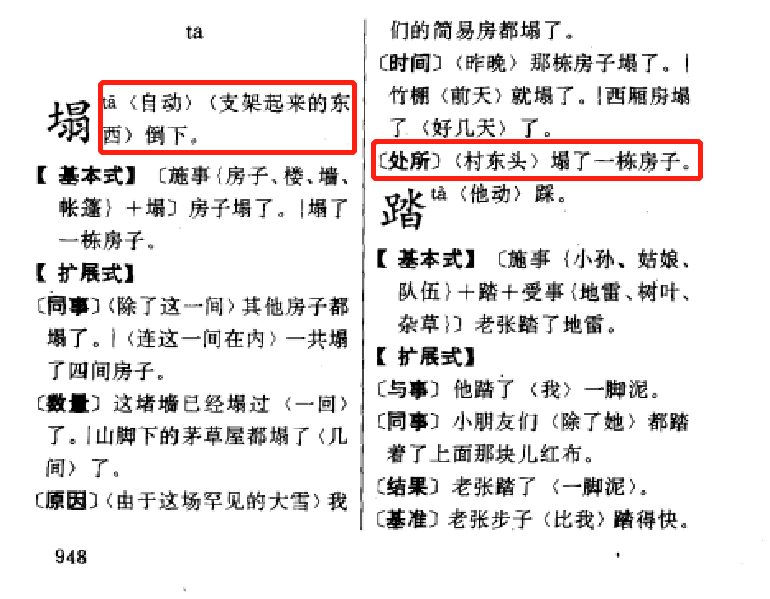 tā
塌 tā（自动）（支架起来的东
西）倒下。
【基本式】〔施事{房子、楼、墙、
帐篷}＋塌〕房子塌了。|塌了
一栋房子。
【扩展式】
〔同事〕（除了这一间）其他房子都
塌了。|（连这一间在内）一共塌
了四间房子。
〔数量〕这堵墙已经塌过（一回）
了。|山脚下的茅草屋都塌了（几
间）了。
〔原因〕（由于这场罕见的大雪）我
948
们的简易房都塌了。
〔时间〕（昨晚）那栋房子塌了。|
竹棚（前天）就塌了。|西厢房塌
了（好几天）了。
〔处所〕（村东头）塌了一栋房子。
踏 tà（他动）踩。
【基本式】〔施事{小孙、姑娘、
队伍}＋踏＋受事{地雷、树叶、
杂草}〕老张踏了地雷。
【扩展式】
〔与事〕他踏了（我）一脚泥。
〔同事〕小朋友们（除了她）都踏
着了上面那块儿红布。
〔结果〕老张踏了（一脚泥）。
〔基准〕老张步子（比我）踏得快。